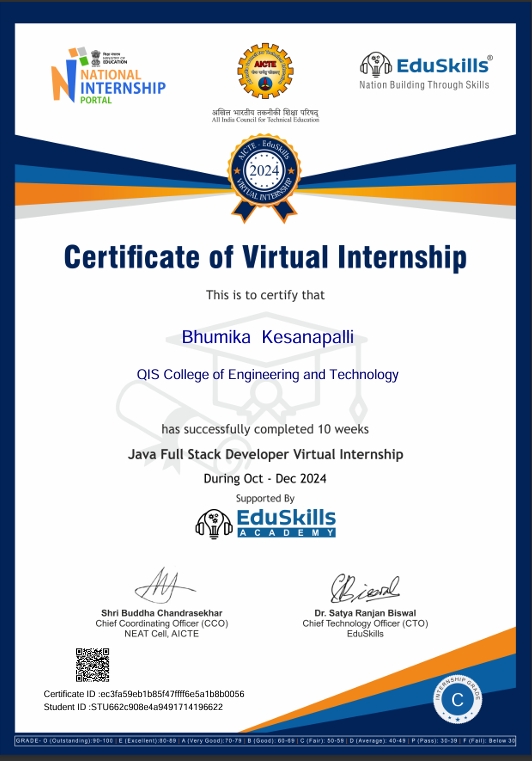 शिक्षा मंत्रालय
MINISTRY OF
EDUCATION
NATIONAL
INTERNSHIP
PORTAL
AICTE
अखिल भारतीय तकनीकी शिक्षा परिषद्
All India Council for Technical Education
EduSkills®
Nation Building Through Skills
AICTE - EduSkills
2024
VIRTUAL INTERNSHIP
Certificate of Virtual Internship
This is to certify that
Bhumika Kesanapalli
QIS College of Engineering and Technology
has successfully completed 10 weeks
Java Full Stack Developer Virtual Internship
During Oct - Dec 2024
Supported By
EduSkills
ACADEMY
Shri Buddha Chandrasekhar
Chief Coordinating Officer (CCO)
NEAT Cell, AICTE
Dr. Satya Ranjan Biswal
Chief Technology Officer (CTO)
EduSkills
Certificate ID :ec3fa59eb1b85f47fff6e5a1b8b0056
Student ID :STU662c908e4a9491714196622
INTERNSHIP GRADE
C
GRADE- O (Outstanding):90-100 | E (Excellent):80-89 | A (Very Good):70-79 | B (Good): 60-69 | C (Fair): 50-59 | D (Average): 40-49 | P (Pass): 30-39 | F (Fail): Below 30